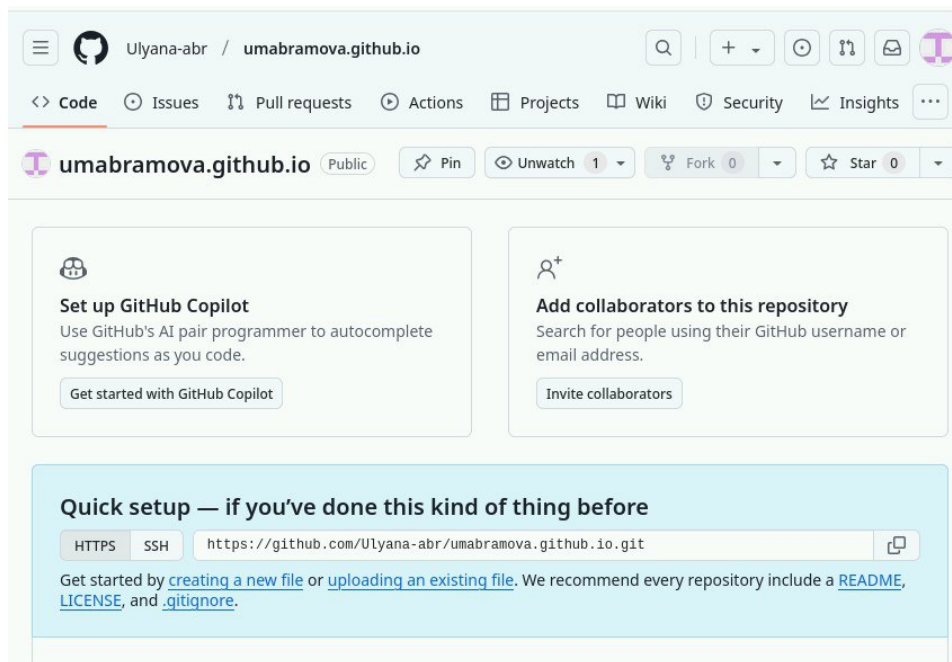 Ulyana-abr / umabramova.github.io
Code Issues Pull requests Actions Projects Wiki Security Insights
umabramova.github.io Public Pin Unwatch 1 Fork 0 Star 0
Set up GitHub Copilot
Use GitHub's AI pair programmer to autocomplete
suggestions as you code.
Get started with GitHub Copilot
Add collaborators to this repository
Search for people using their GitHub username or
email address.
Invite collaborators
Quick setup — if you've done this kind of thing before
HTTPS SSH https://github.com/Ulyana-abr/umabramova.github.io.git
Get started by creating a new file or uploading an existing file. We recommend every repository include a README,
LICENSE, and .gitignore.